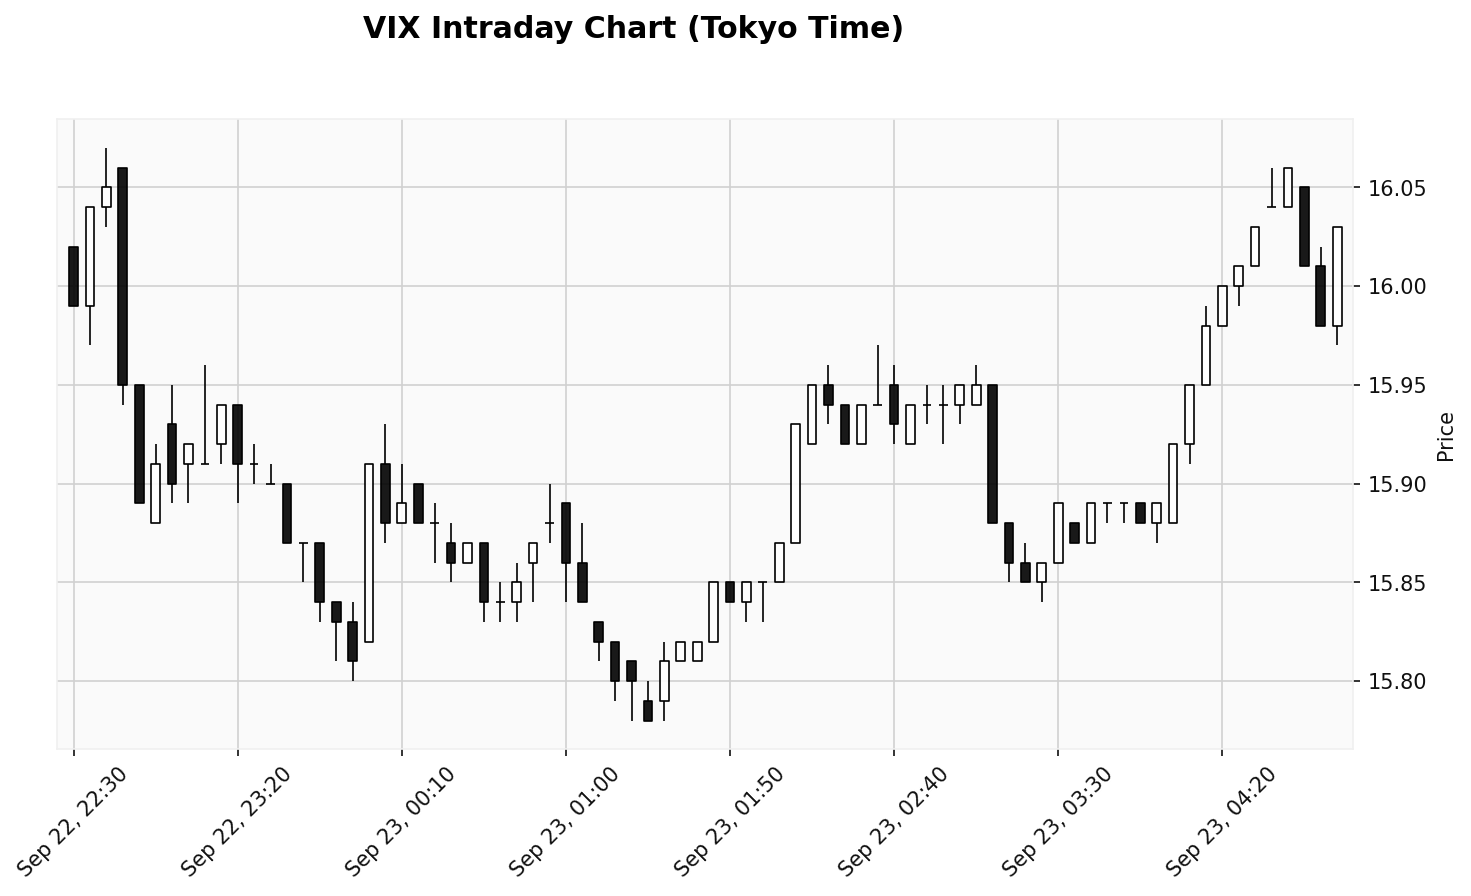 VIX Intraday Chart (Tokyo Time)
16.05
16.00
15.95
15.90
15.85
15.80
Price
Sep 22, 22:30
Sep 22, 23:20
Sep 23, 00:10
Sep 23, 01:00
Sep 23, 01:50
Sep 23, 02:40
Sep 23, 03:30
Sep 23, 04:20